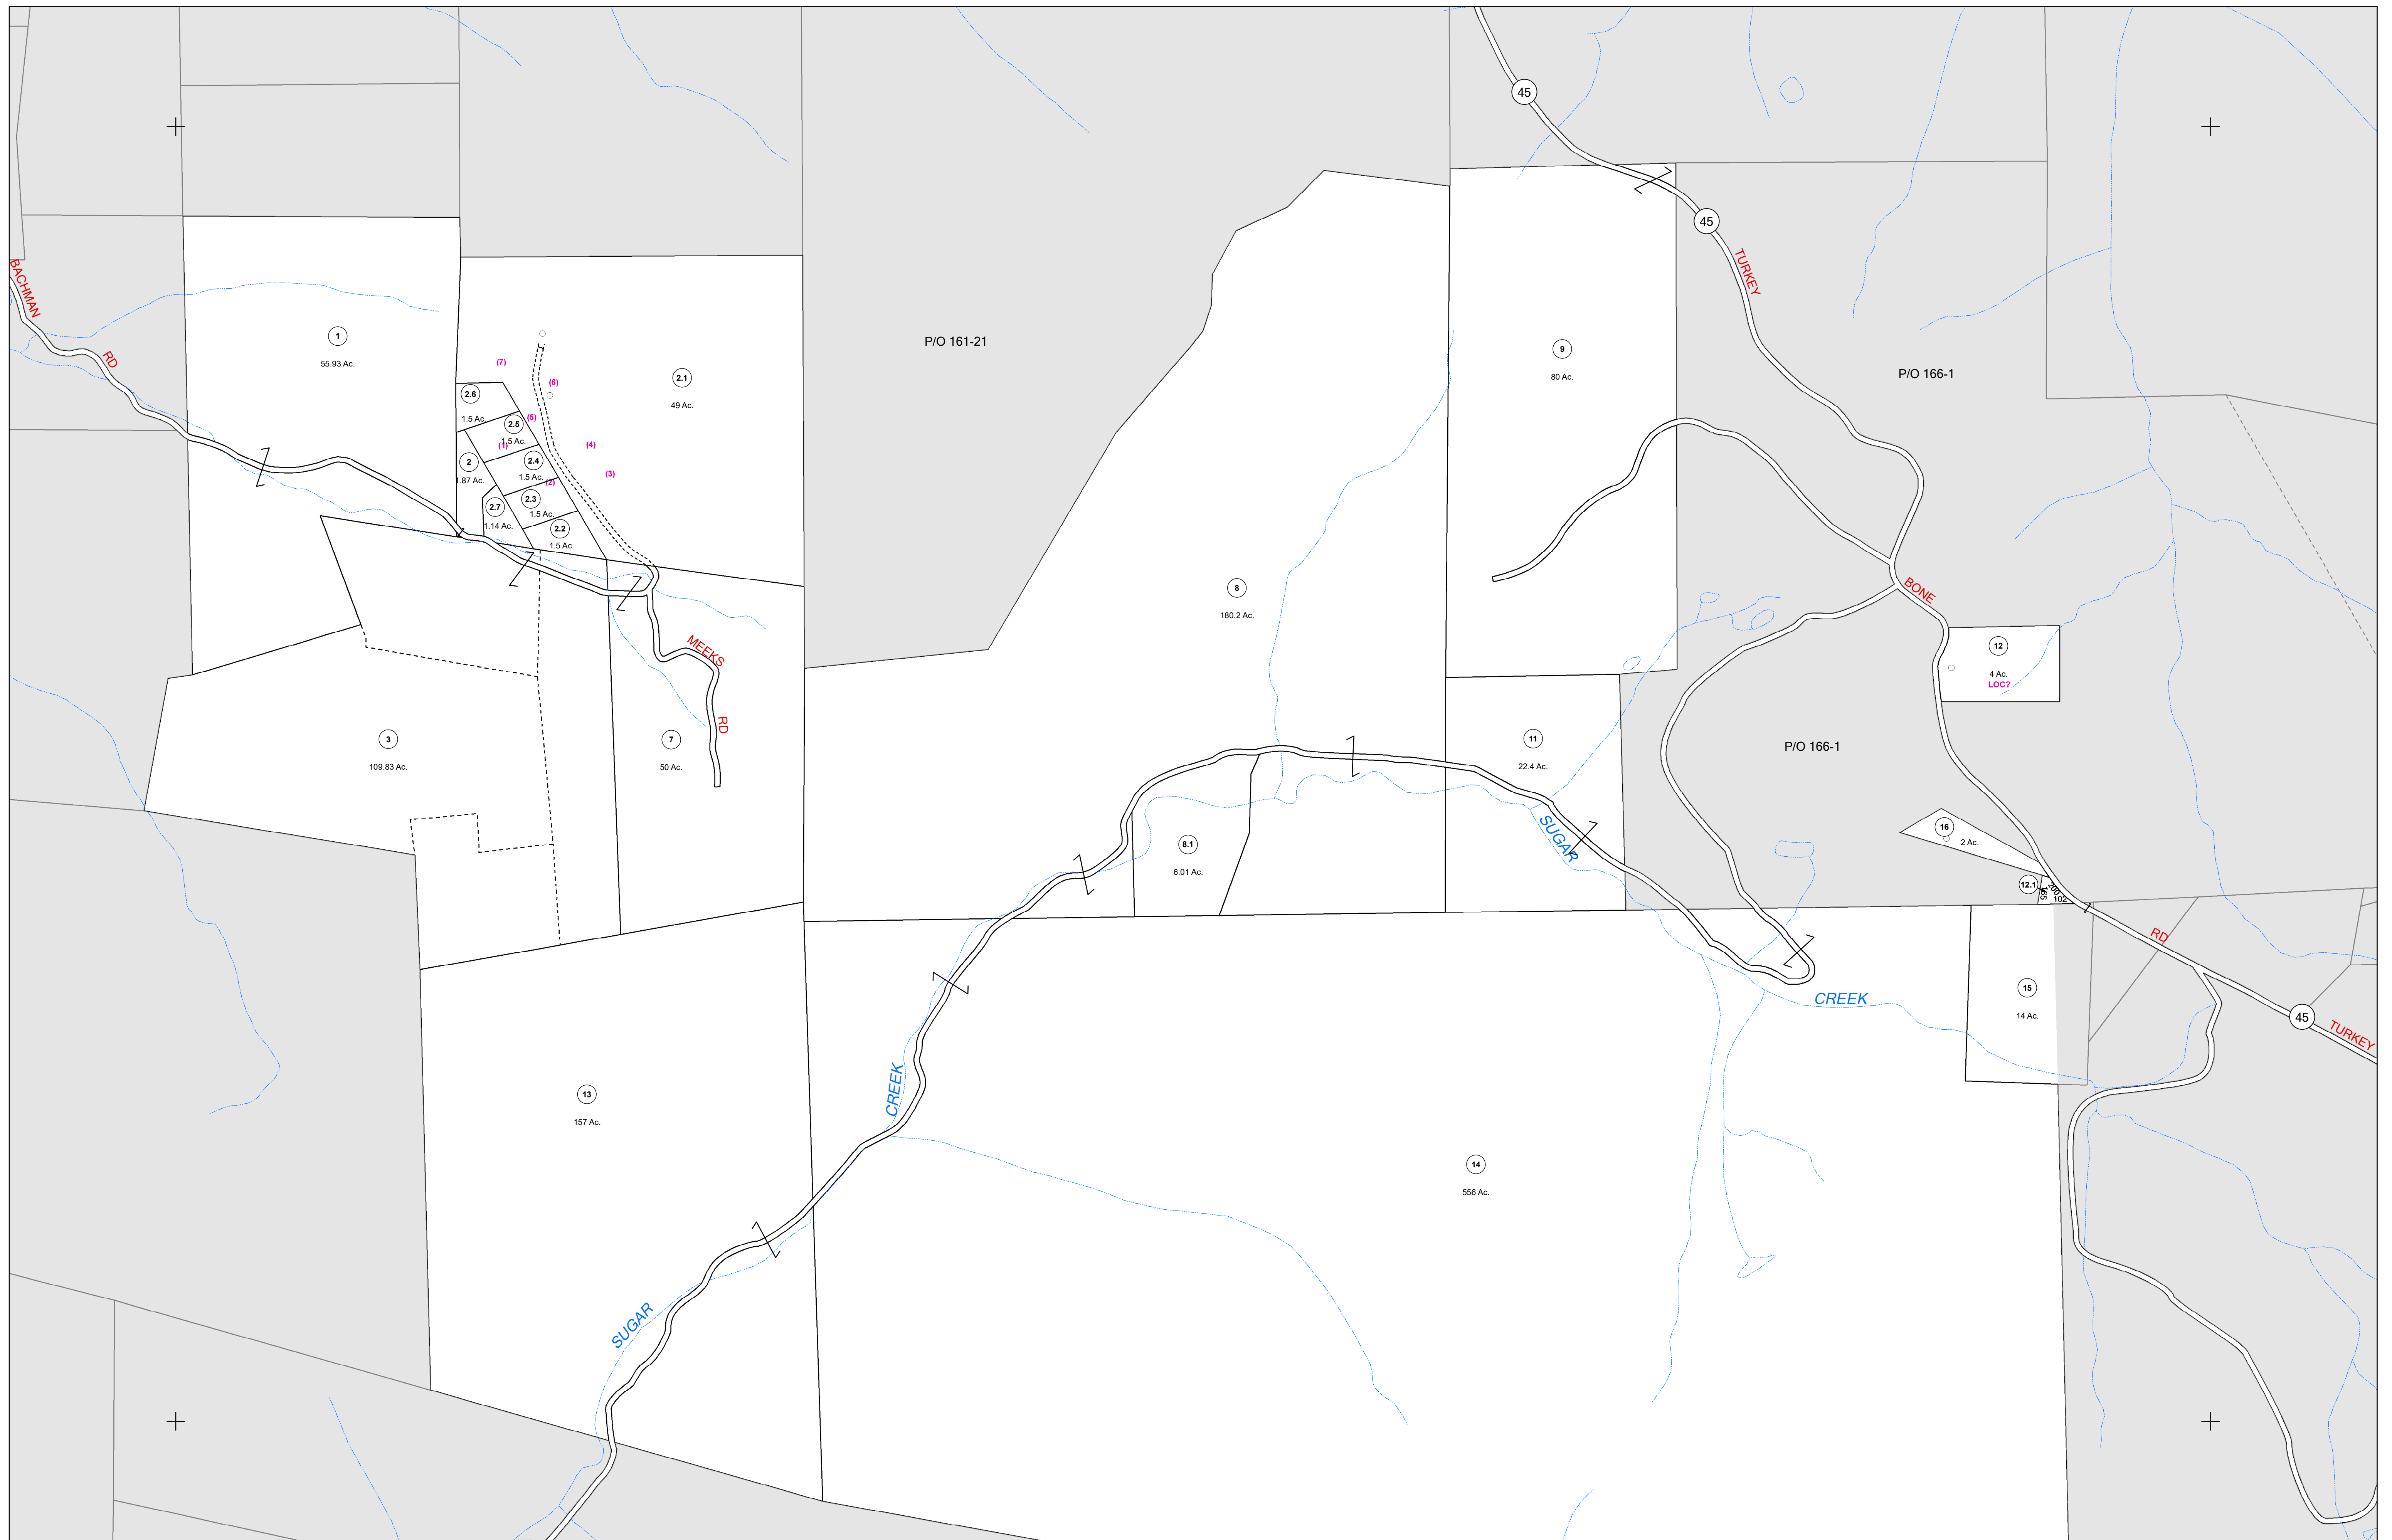 45
45
BACHMAN
TURKEY
1
P/O 161-21
RD
9
55.93 Ac.
(7)
P/O 166-1
80 Ac.
2.1
(6)
2.6
49 Ac.
1.5 Ac.
(5)
2.5
1.5 Ac.
(1)
(4)
2
2.4
(3)
1.87 Ac.
1.5 Ac.
(2)
2.3
2.7
1.5 Ac.
1.14 Ac.
2.2
1.5 Ac.
8
BONE
180.2 Ac.
MEEKS
12
4 Ac.
LOC?
RD
3
7
11
P/O 166-1
109.83 Ac.
50 Ac.
22.4 Ac.
SUGAR
16
8.1
2 Ac.
6.01 Ac.
12.1
200
165
102
RD
15
CREEK
14 Ac.
45
TURKEY
CREEK
13
157 Ac.
14
556 Ac.
SUGAR